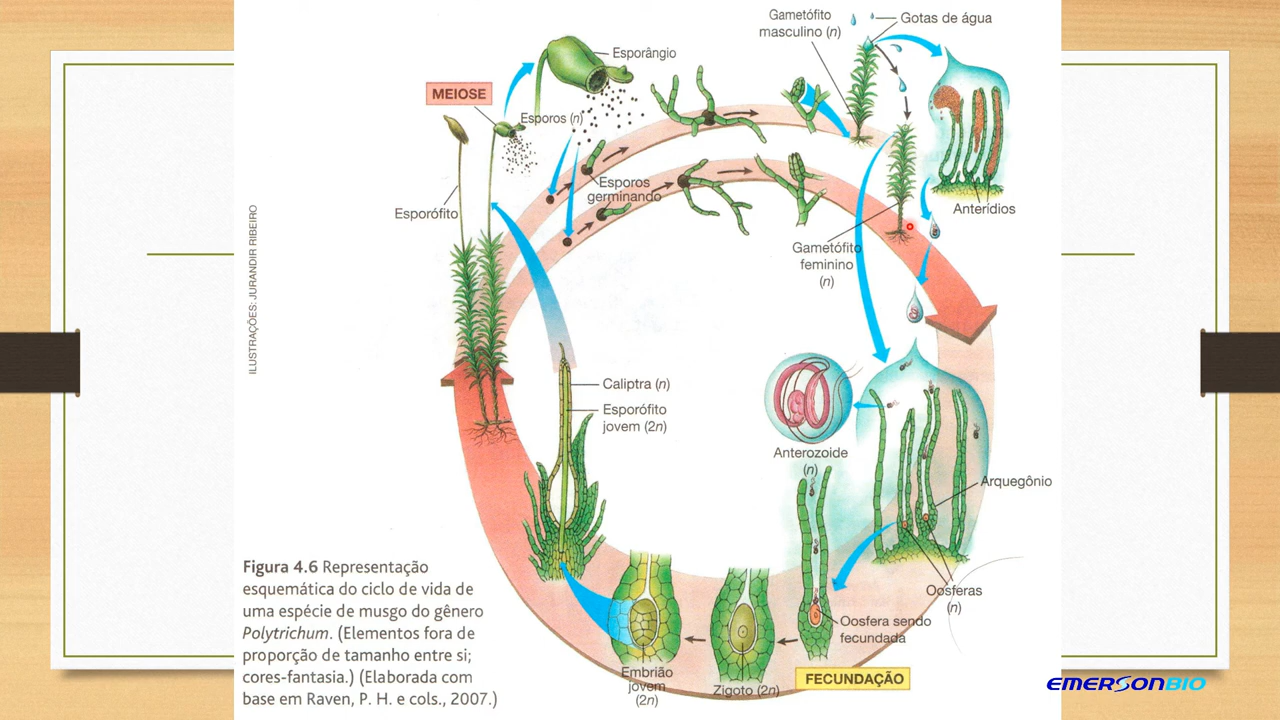 Gametófito
masculino (n)
Gotas de água
Esporângio
MEIOSE
Esporos (n)
Esporos
germinando
Esporófito
Anterídios
Gametófito
feminino
(n)
ILUSTRAÇÕES: JURANDIR RIBEIRO
Caliptra (n)
Esporófito
jovem (2n)
Anterozoide
(n)
Arquegônio
Oosferas
(n)
Oosfera sendo
fecundada
FECUNDAÇÃO
Zigoto (2n)
Embrião
jovem
(2n)
Figura 4.6 Representação
esquemática do ciclo de vida de
uma espécie de musgo do gênero
Polytrichum. (Elementos fora de
proporção de tamanho entre si;
cores-fantasia.) (Elaborada com
base em Raven, P. H. e cols., 2007.)
EMERSONBIO